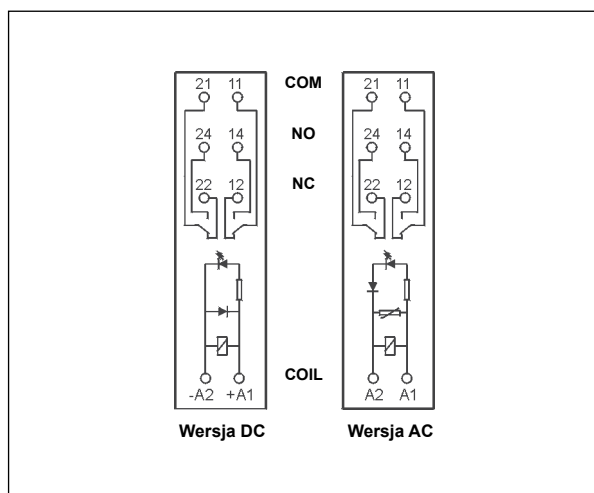 21 11 COM 21 11
24 14 NO 24 14
22 12 NC 22 12
COIL
-A2 +A1 A2 A1
Wersja DC Wersja AC